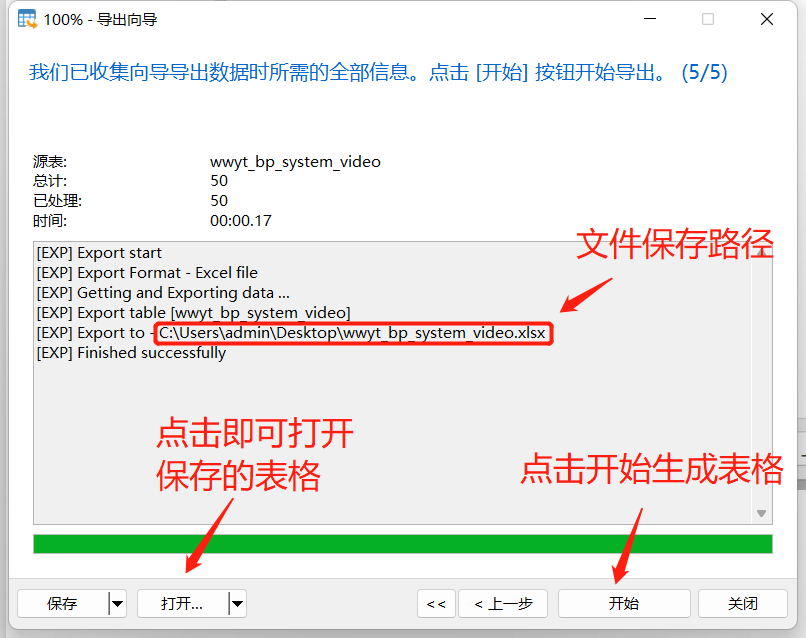 100% - 导出向导
我们已收集向导导出数据时所需的全部信息。点击 [开始] 按钮开始导出。 (5/5)
源表: wwyt_bp_system_video
总计: 50
已处理: 50
时间: 00:00.17
文件保存路径
[EXP] Export start
[EXP] Export Format - Excel file
[EXP] Getting and Exporting data ...
[EXP] Export table [wwyt_bp_system_video]
[EXP] Export to - C:\Users\admin\Desktop\wwyt_bp_system_video.xlsx
[EXP] Finished successfully
点击即可打开
保存的表格
点击开始生成表格
保存 打开... << < 上一步 开始 关闭